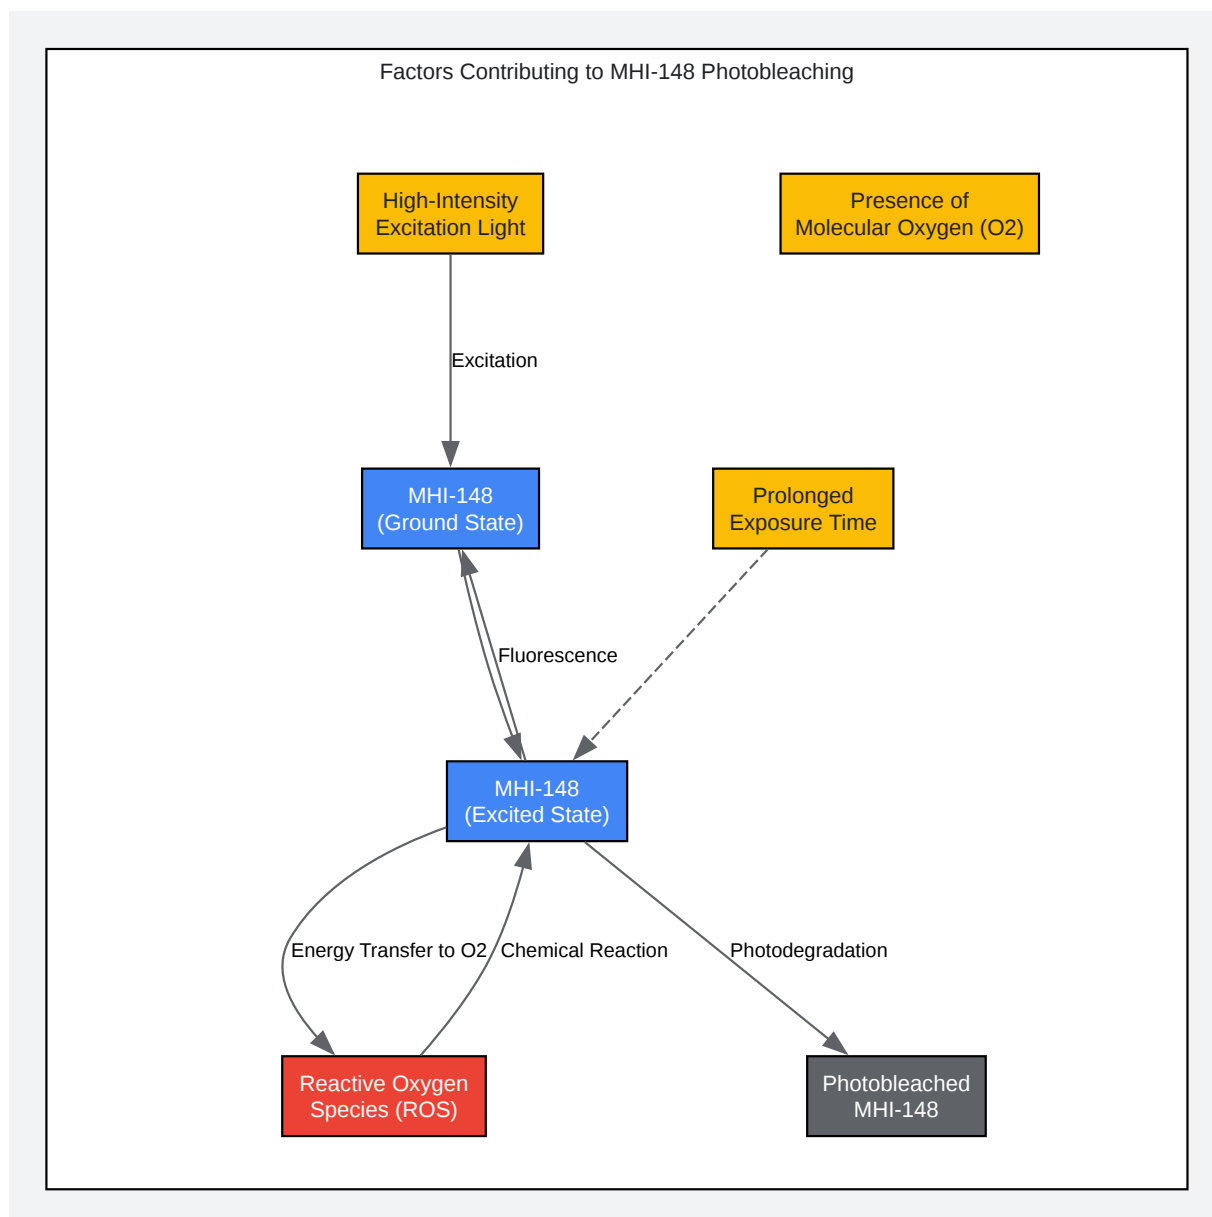 Factors Contributing to MHI-148 Photobleaching
High-Intensity
Excitation Light
Presence of
Molecular Oxygen (O2)
Excitation
MHI-148
(Ground State)
Prolonged
Exposure Time
Fluorescence
MHI-148
(Excited State)
Energy Transfer to O2
Chemical Reaction
Photodegradation
Reactive Oxygen
Species (ROS)
Photobleached
MHI-148